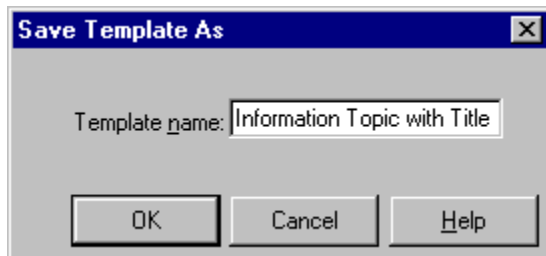 Save Template As
Template name: Information Topic with Title
OK Cancel Help